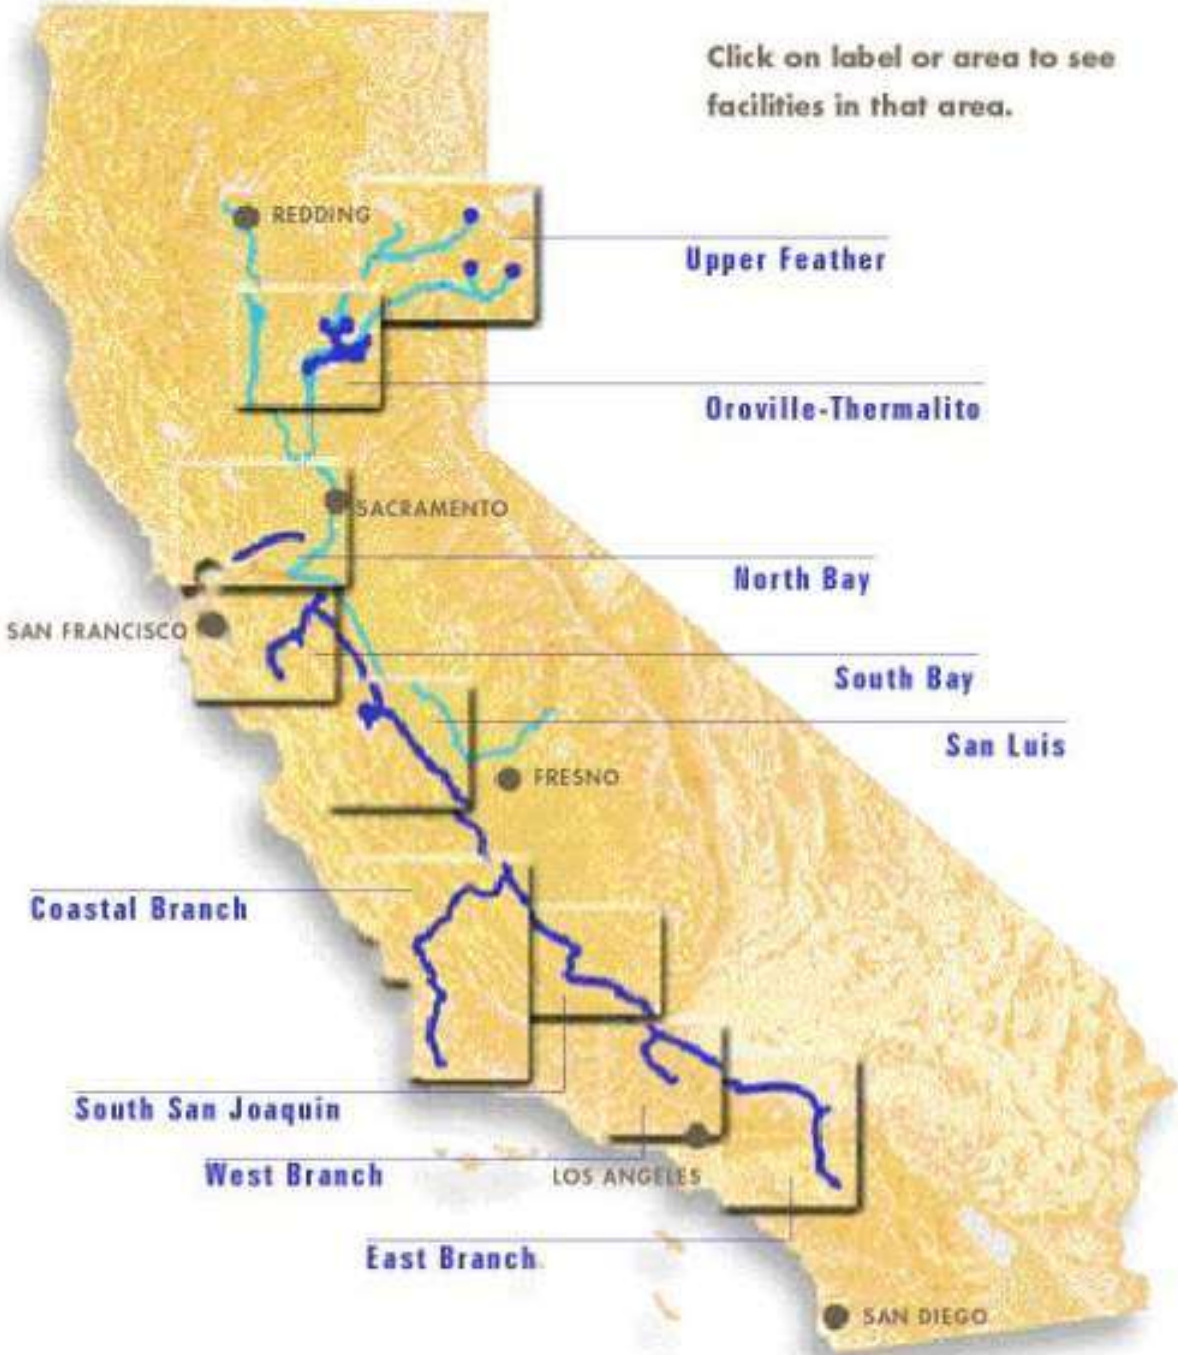 Click on label or area to see
facilities in that area.
REDDING
Upper Feather
Oroville-Thermalito
SACRAMENTO
North Bay
SAN FRANCISCO
South Bay
San Luis
FRESNO
Coastal Branch
South San Joaquin
West Branch
LOS ANGELES
East Branch
SAN DIEGO